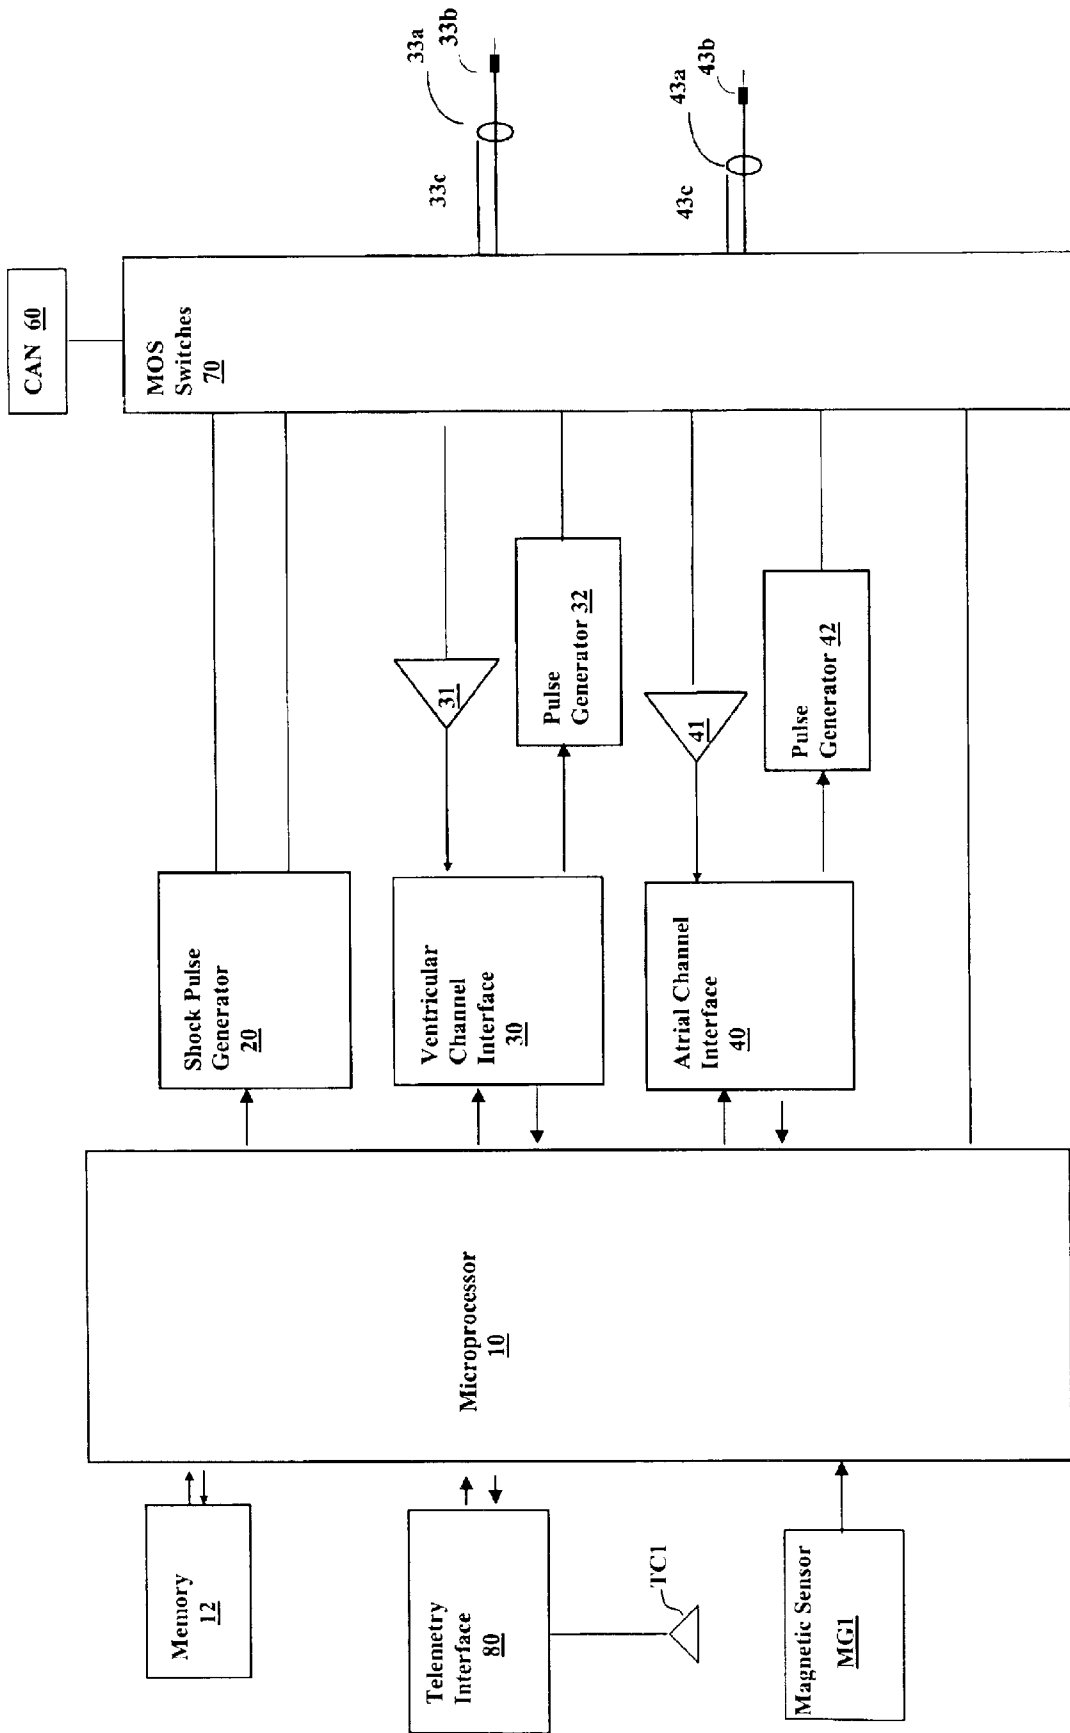 CAN 60
MOS
Switches
70
33a
33b
33c
43a
43b
43c
Shock Pulse
Generator
20
31
Pulse
Generator 32
Ventricular
Channel
Interface
30
41
Pulse
Generator 42
Atrial Channel
Interface
40
Microprocessor
10
Memory
12
Telemetry
Interface
80
TC1
Magnetic Sensor
MG1